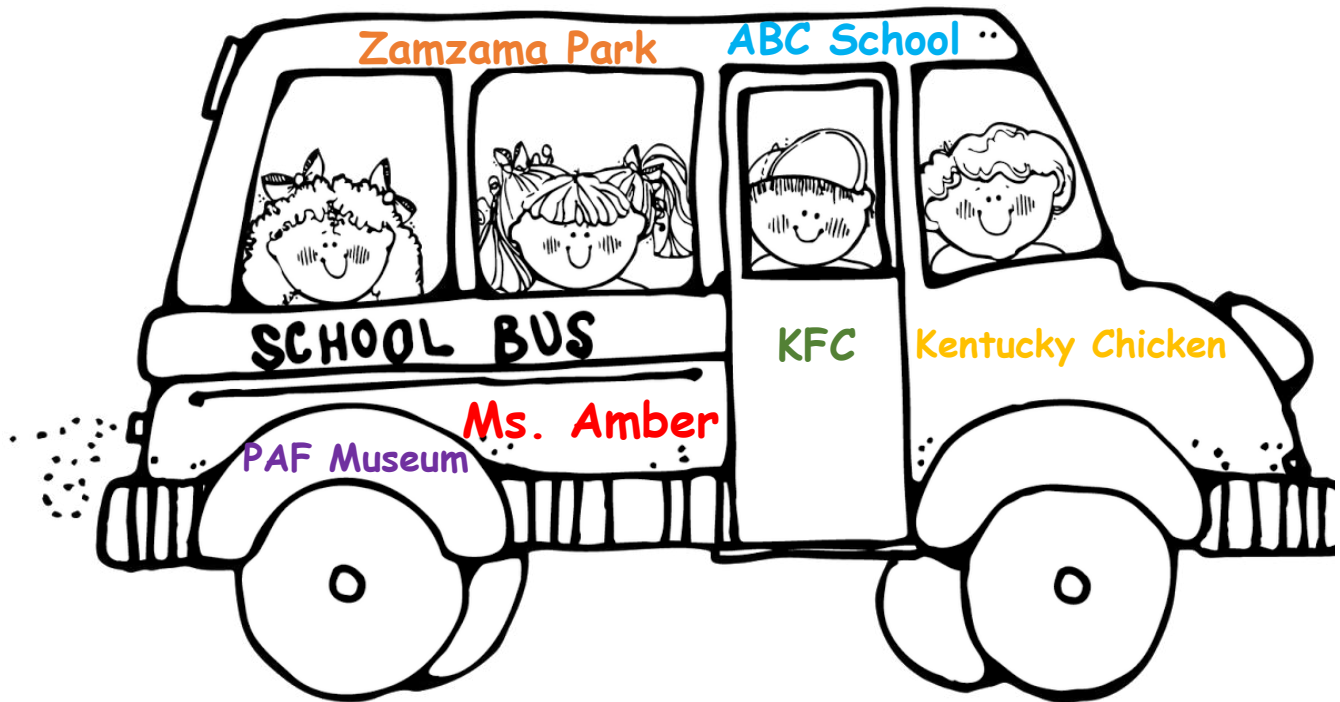 Zamzama Park
ABC School
SCHOOL BUS
KFC
Kentucky Chicken
Ms. Amber
PAF Museum